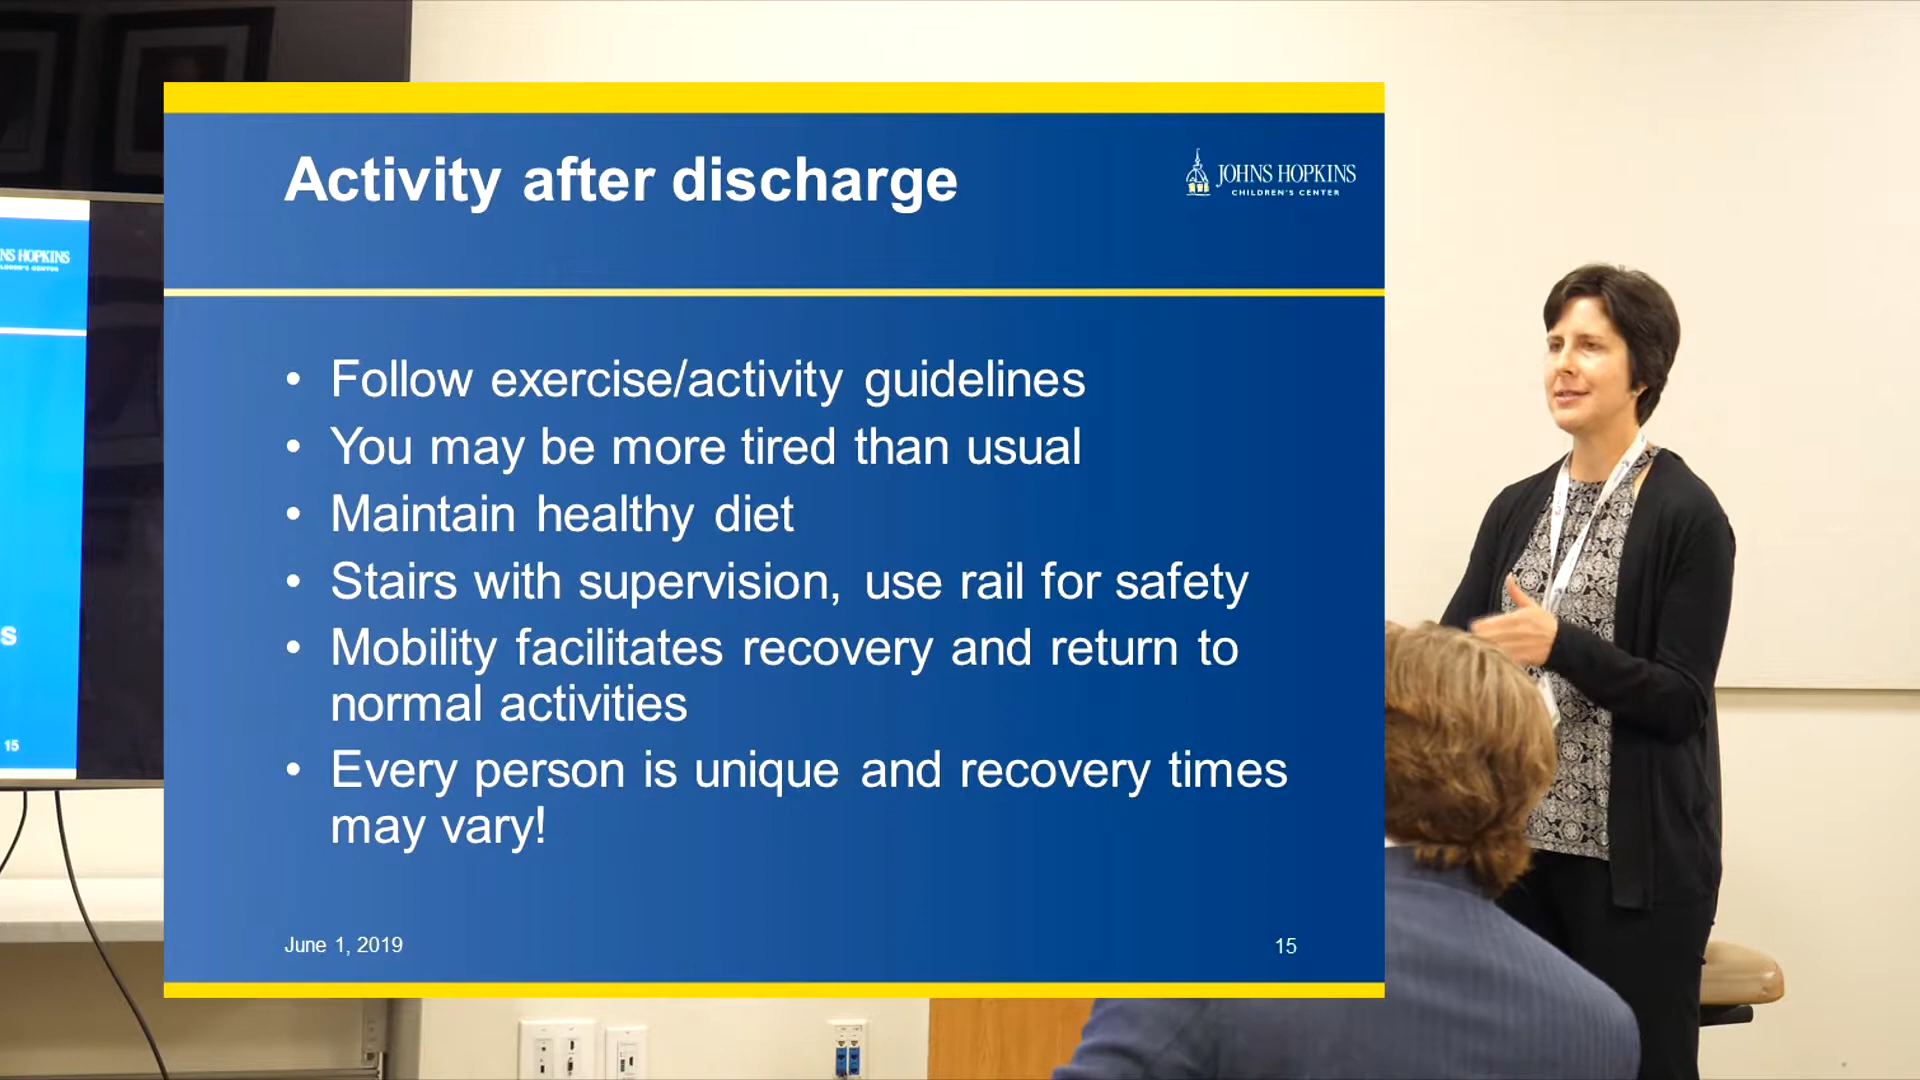 Activity after discharge
JOHNS HOPKINS
CHILDREN'S CENTER
• Follow exercise/activity guidelines
• You may be more tired than usual
• Maintain healthy diet
• Stairs with supervision, use rail for safety
• Mobility facilitates recovery and return to
normal activities
• Every person is unique and recovery times
may vary!
June 1, 2019
15
NS HOPKINS
S
15